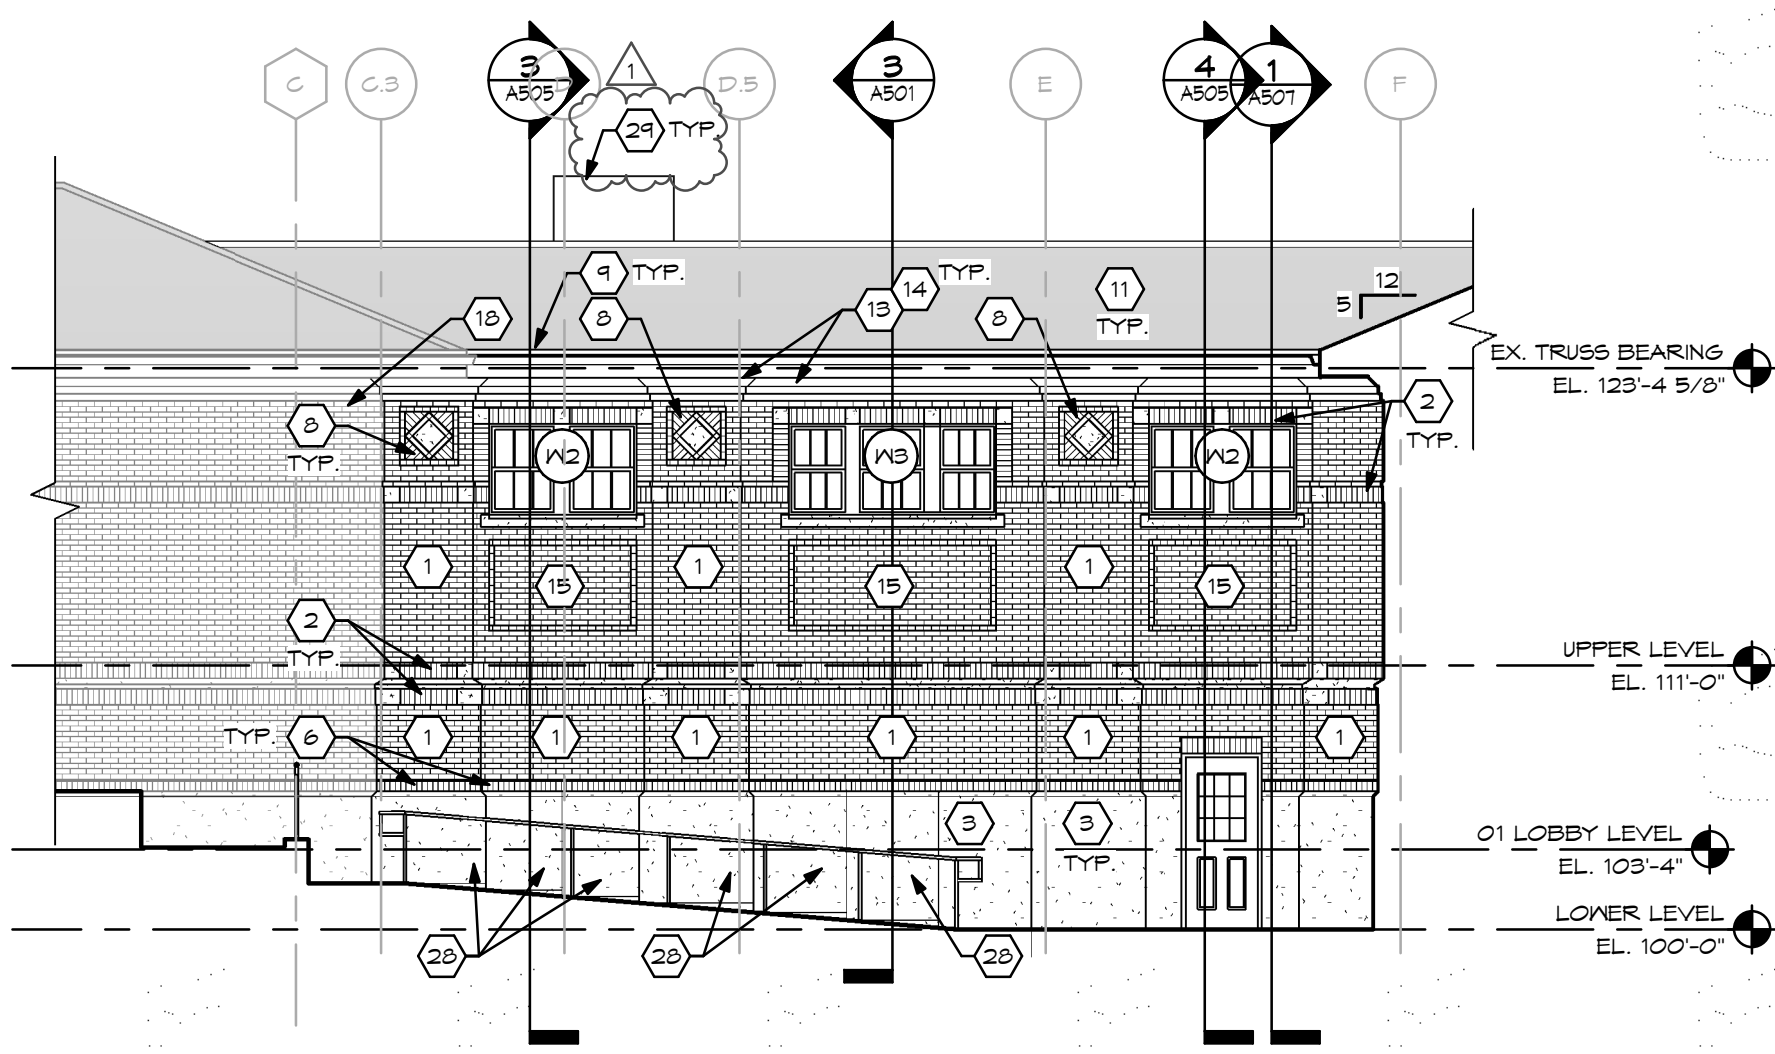 C
C.3
3
A505
D
1
D.5
3
A501
E
4
A505
1
A507
F
29 TYP.
9 TYP.
14 TYP.
13
11
TYP.
12
5
18
8
8
EX. TRUSS BEARING
EL. 123'-4 5/8"
2
TYP.
8
TYP.
W2
W3
W2
1
15
1
15
1
15
2
TYP.
UPPER LEVEL
EL. 111'-0"
TYP. 6
1
1
1
1
1
1
3
3
TYP.
01 LOBBY LEVEL
EL. 103'-4"
LOWER LEVEL
EL. 100'-0"
28
28
28